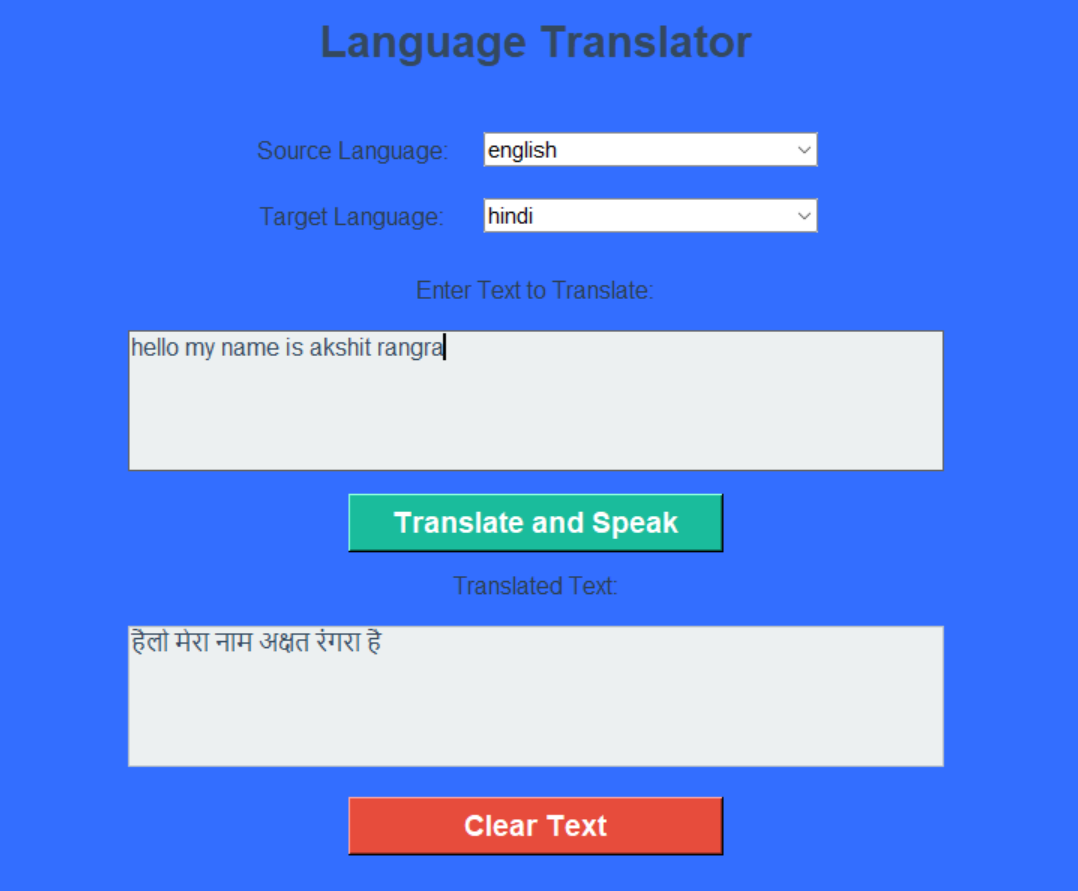 Language Translator
Source Language: english
Target Language: hindi
Enter Text to Translate:
hello my name is akshit rangra
Translate and Speak
Translated Text:
हैलो मेरा नाम अक्षत रंगरा है
Clear Text